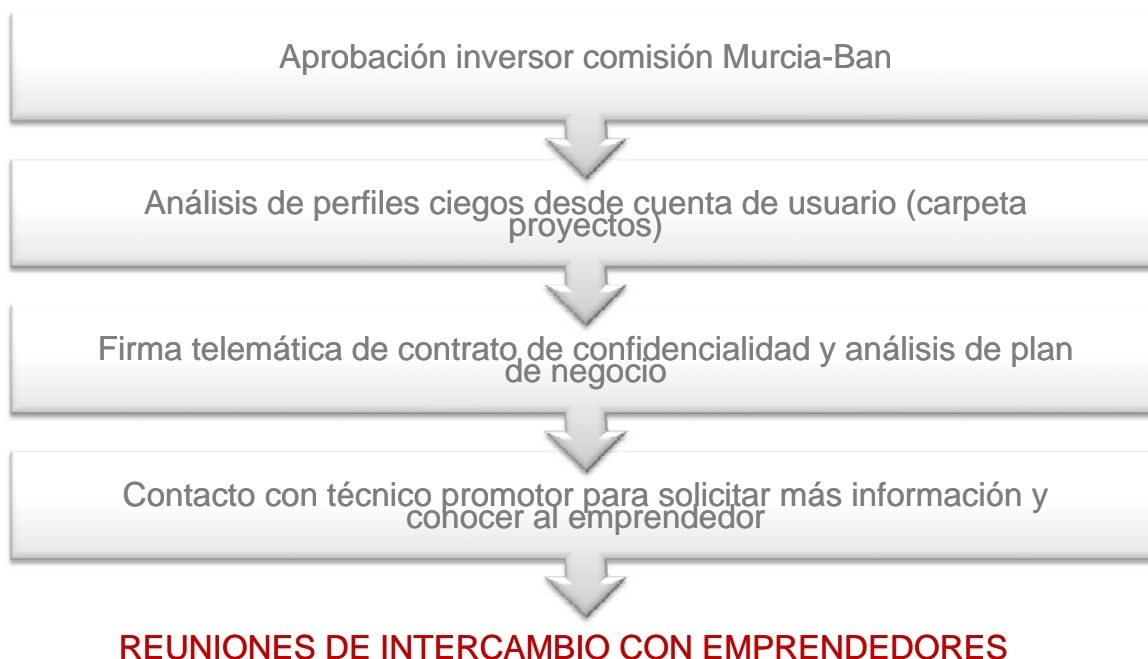 Aprobación inversor comisión Murcia-Ban
Análisis de perfiles ciegos desde cuenta de usuario (carpeta
proyectos)
Firma telemática de contrato de confidencialidad y análisis de plan
de negocio
Contacto con técnico promotor para solicitar más información y
conocer al emprendedor
REUNIONES DE INTERCAMBIO CON EMPRENDEDORES